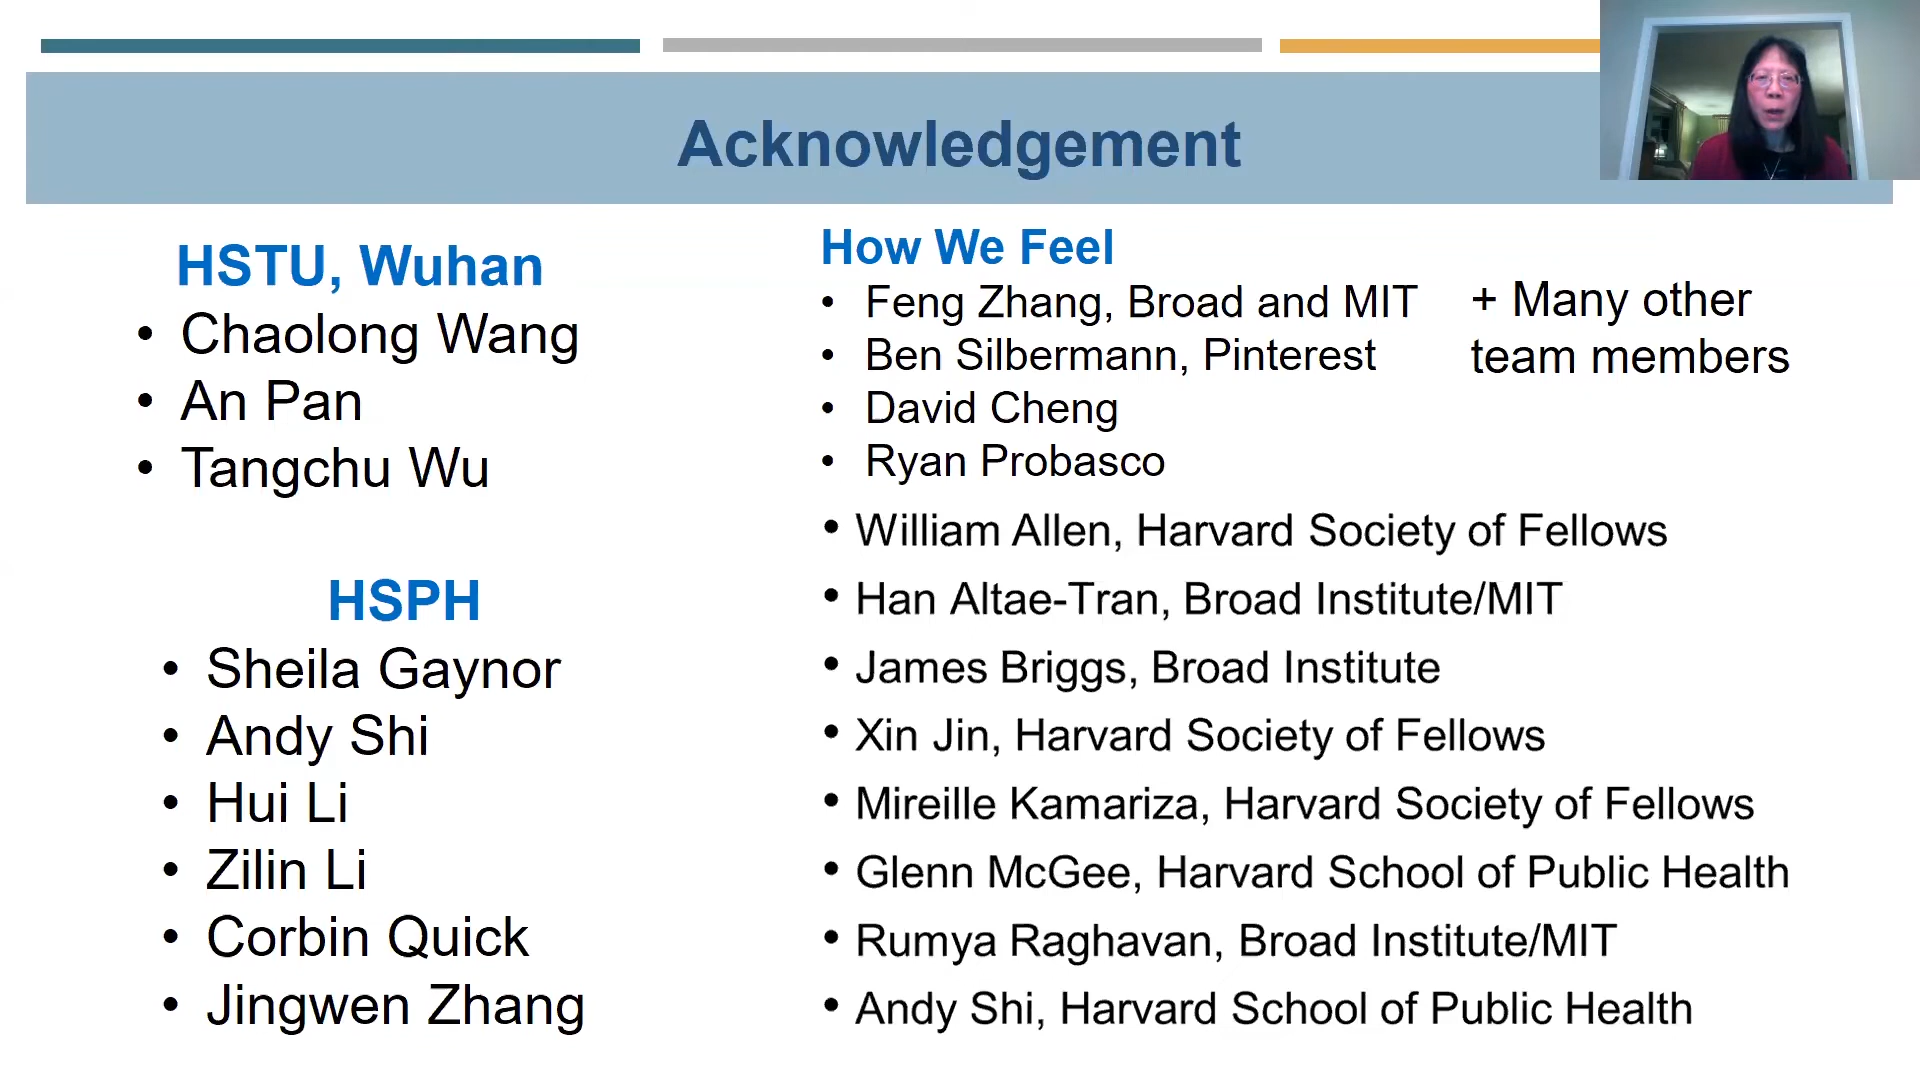 Acknowledgement
HSTU, Wuhan
• Chaolong Wang
• An Pan
• Tangchu Wu
HSPH
• Sheila Gaynor
• Andy Shi
• Hui Li
• Zilin Li
• Corbin Quick
• Jingwen Zhang
How We Feel
• Feng Zhang, Broad and MIT
• Ben Silbermann, Pinterest
• David Cheng
• Ryan Probasco
+ Many other
team members
• William Allen, Harvard Society of Fellows
• Han Altae-Tran, Broad Institute/MIT
• James Briggs, Broad Institute
• Xin Jin, Harvard Society of Fellows
• Mireille Kamariza, Harvard Society of Fellows
• Glenn McGee, Harvard School of Public Health
• Rumya Raghavan, Broad Institute/MIT
• Andy Shi, Harvard School of Public Health